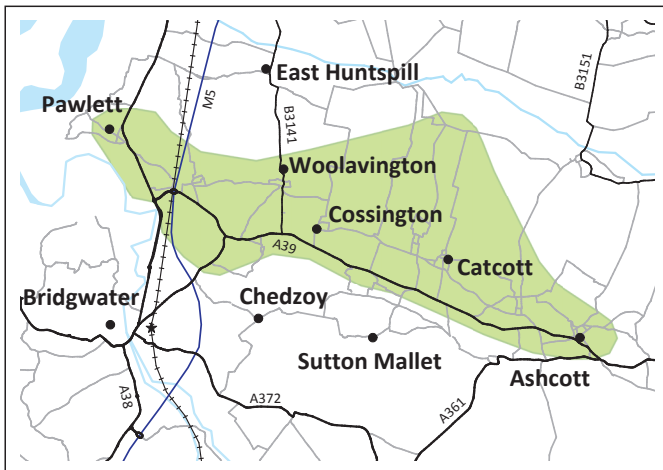 East Huntspill
M5
B3151
Pawlett
B3141
Woolavington
Cossington
A39
Catcott
Bridgwater
Chedzoy
Sutton Mallet
Ashcott
A38
A372
A361